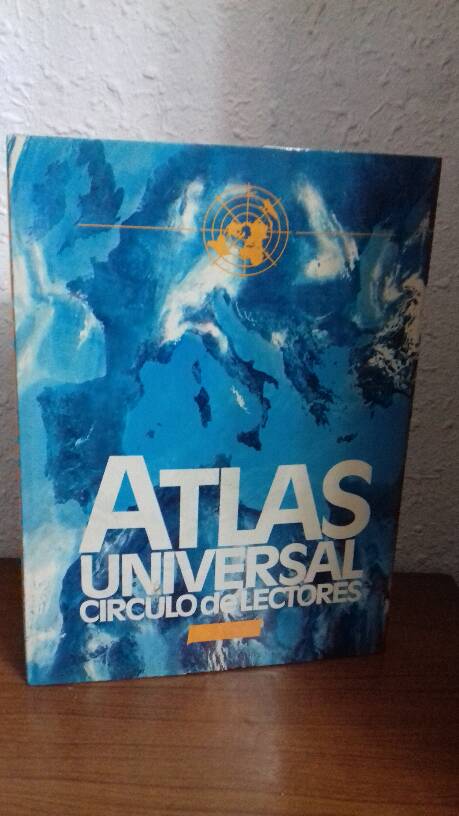 ATLAS
UNIVERSAL
CIRCULO de LECTORES